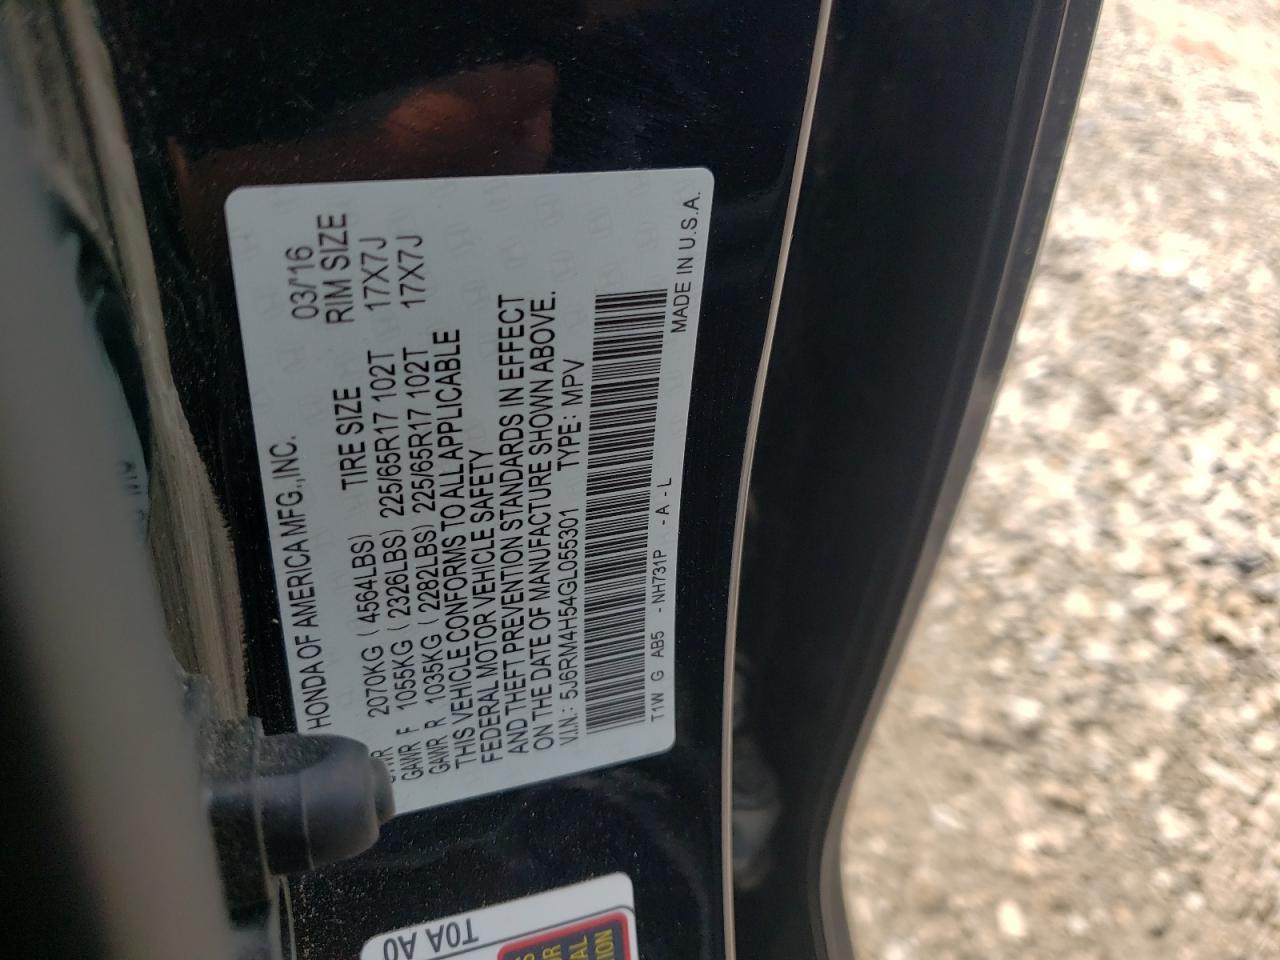 HONDA OF AMERICA MFG.,INC. 03/'16
TIRE SIZE RIM SIZE
2070KG ( 4564LBS)
GAWR F 1055KG ( 2326LBS) 225/65R17 102T 17X7J
GAWR R 1035KG ( 2282LBS) 225/65R17 102T 17X7J
THIS VEHICLE CONFORMS TO ALL APPLICABLE
FEDERAL MOTOR VEHICLE SAFETY
AND THEFT PREVENTION STANDARDS IN EFFECT
ON THE DATE OF MANUFACTURE SHOWN ABOVE.
V.I.N.: 5J6RM4H54GL055301 TYPE: MPV
T1W G AB5 - NH731P -A-L MADE IN U.S.A.
T0A A0